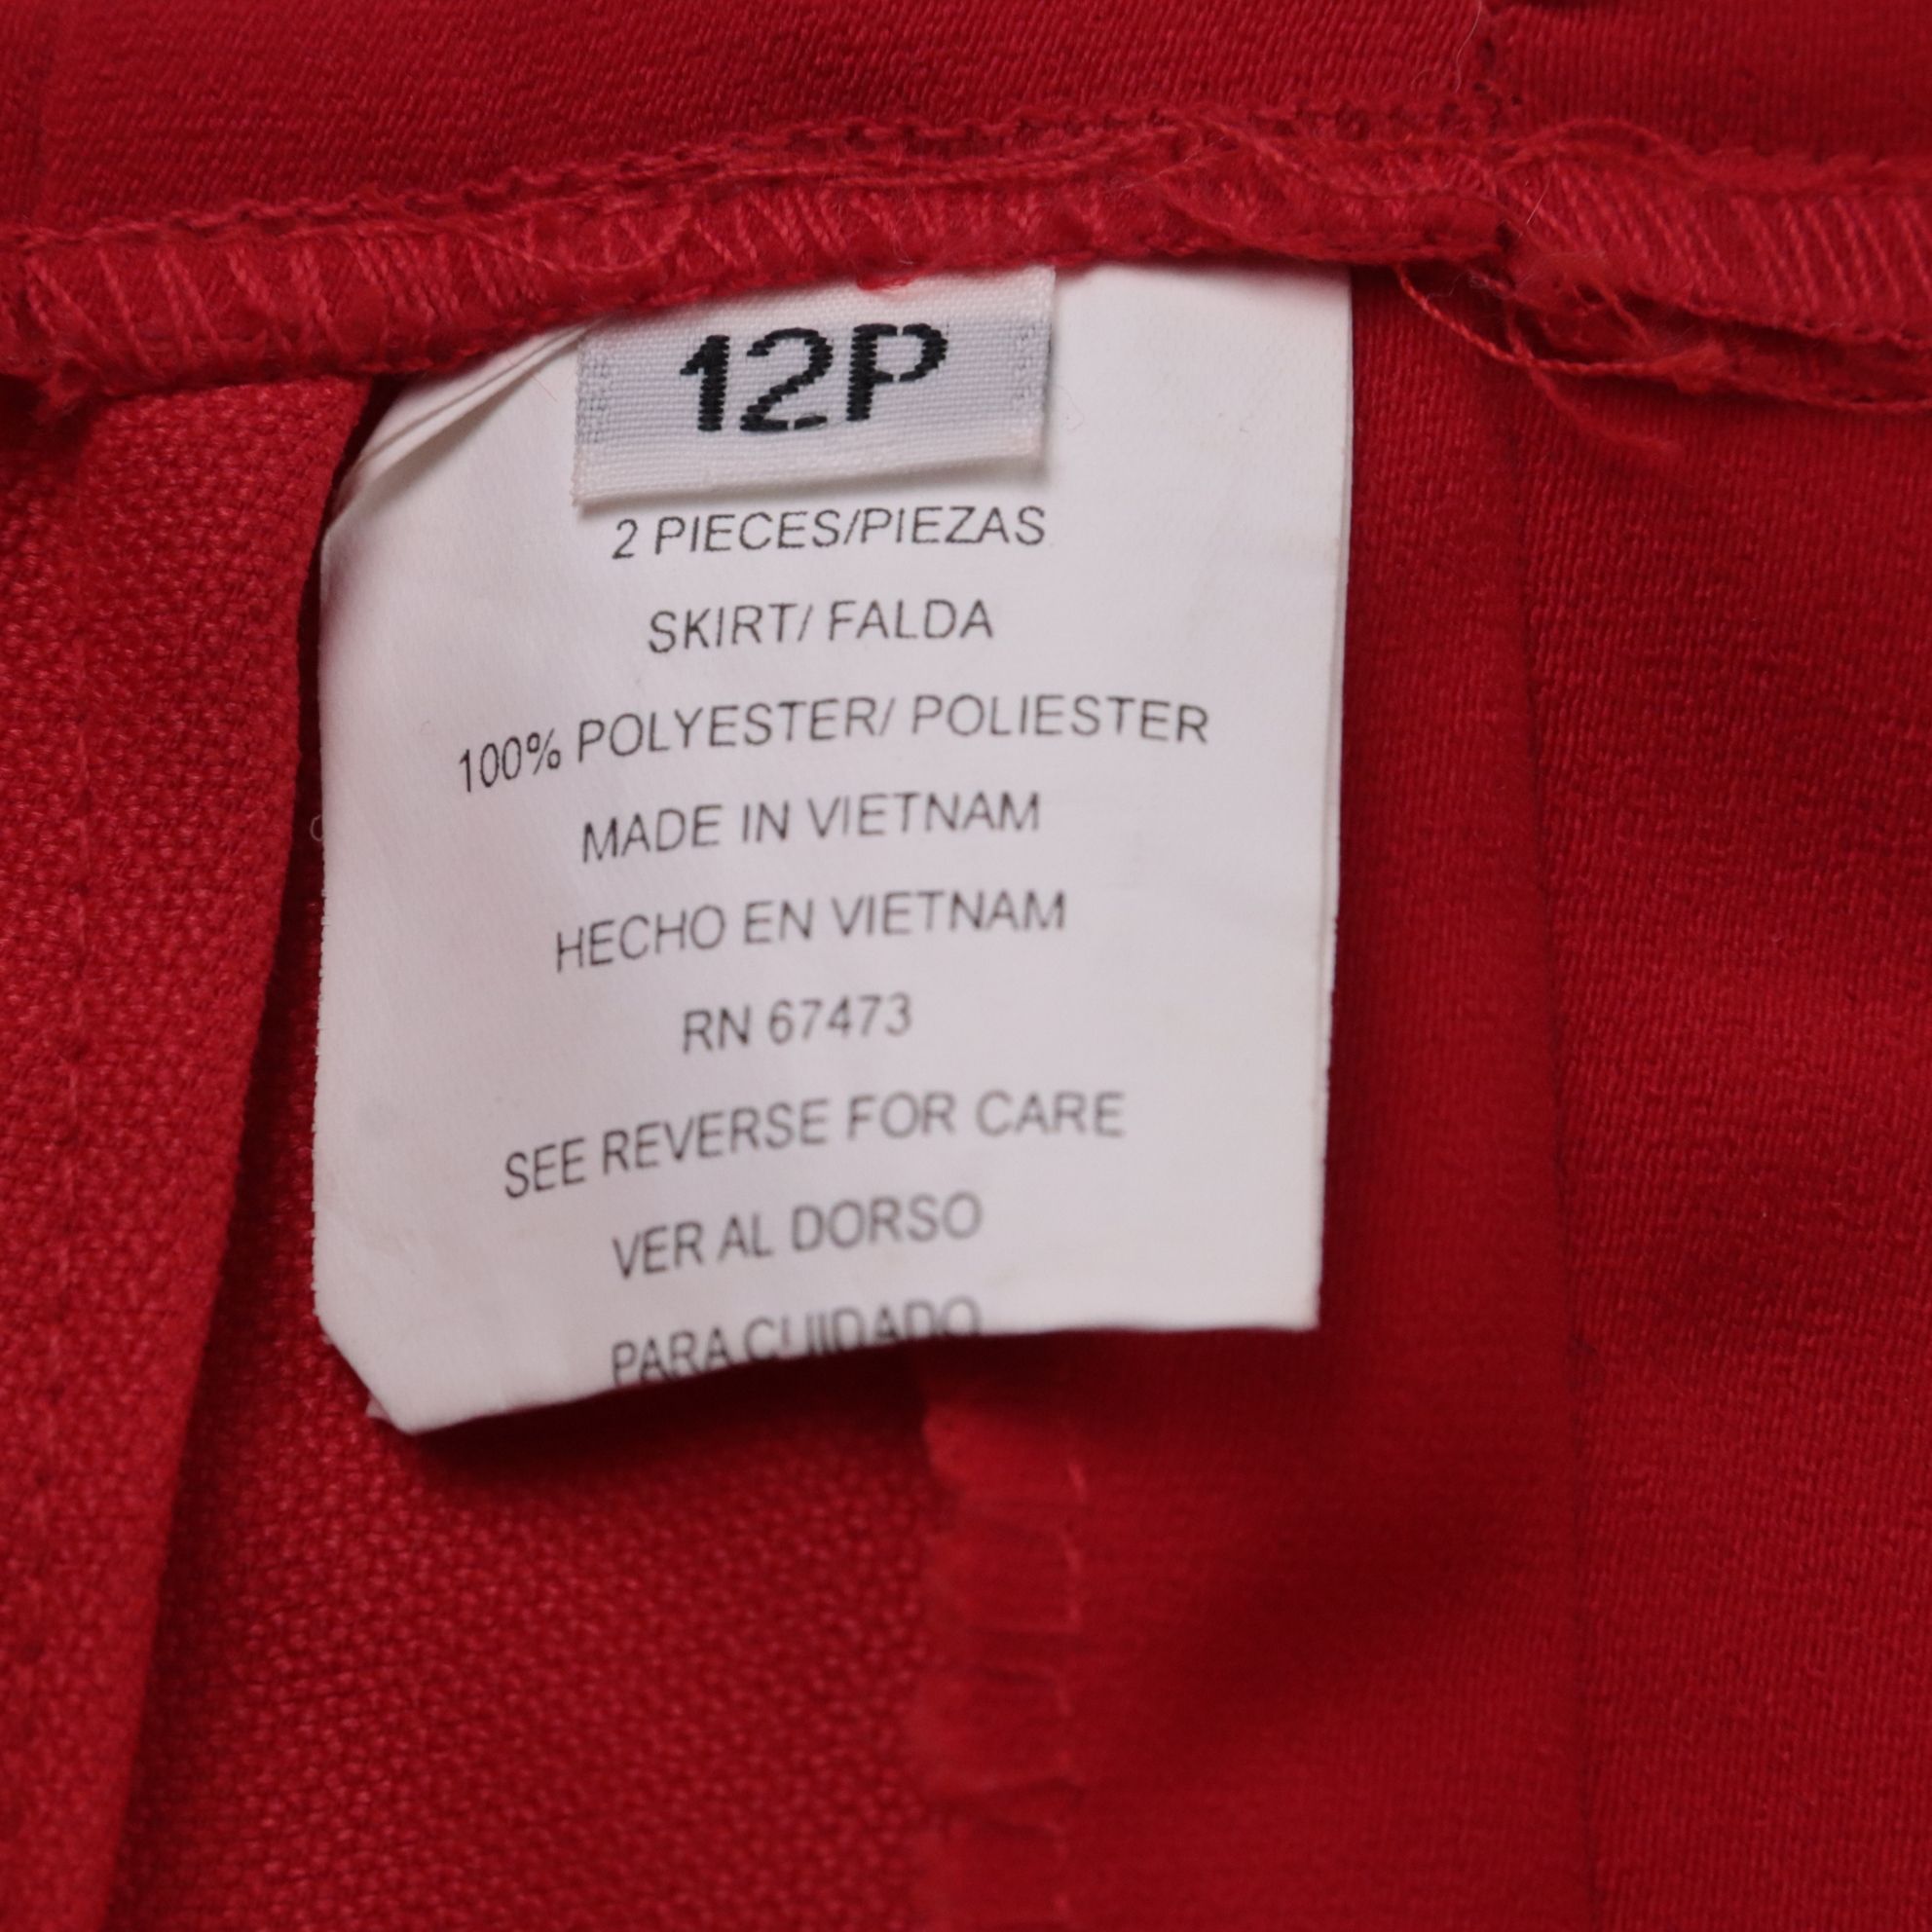 12P
2 PIECES/PIEZAS
SKIRT/ FALDA
100% POLYESTER/ POLIESTER
MADE IN VIETNAM
HECHO EN VIETNAM
RN 67473
SEE REVERSE FOR CARE
VER AL DORSO
PARA CUIDADO